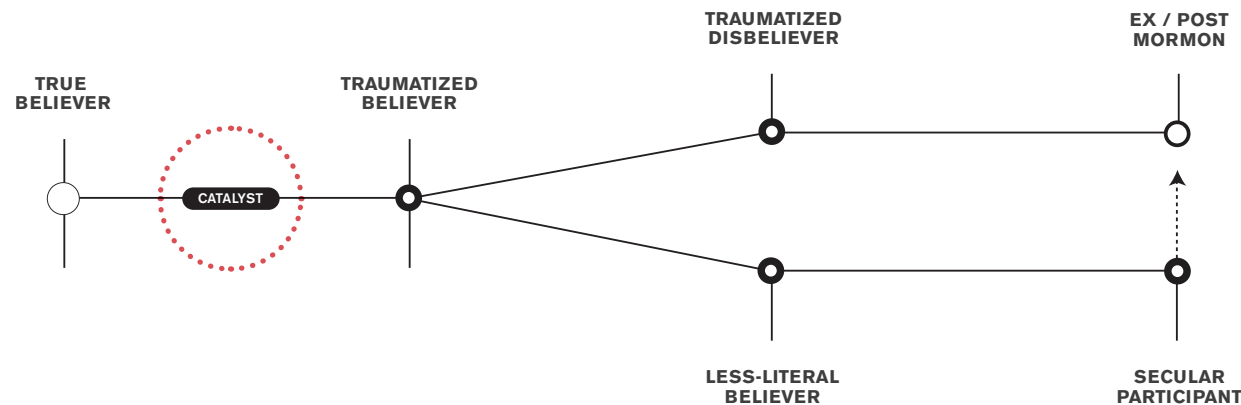 TRUE
BELIEVER
CATALYST
TRAUMATIZED
BELIEVER
TRAUMATIZED
DISBELIEVER
EX / POST
MORMON
LESS-LITERAL
BELIEVER
SECULAR
PARTICIPANT